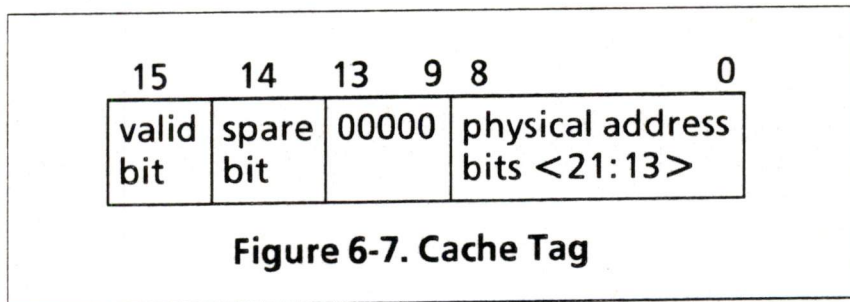 15 14 13 9 8 0
valid spare 00000 physical address
bit bit bits <21:13>
Figure 6-7. Cache Tag